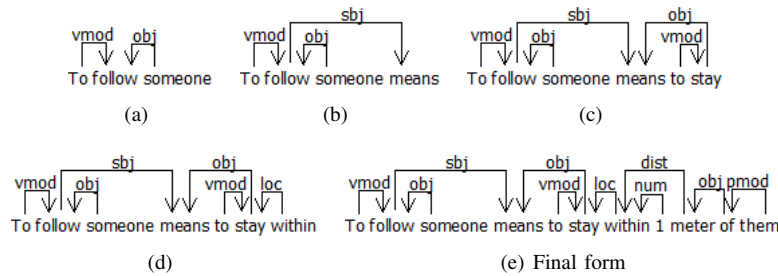 sbj
sbj
obj
vmod
obj
vmod
obj
vmod
obj
vmod
To follow someone
To follow someone means
To follow someone means to stay
(a)
(b)
(c)
sbj
obj
sbj
obj
dist
vmod
obj
vmod
loc
vmod
obj
vmod
loc
num
obj
pmod
To follow someone means to stay within
To follow someone means to stay within 1 meter of them
(d)
(e) Final form